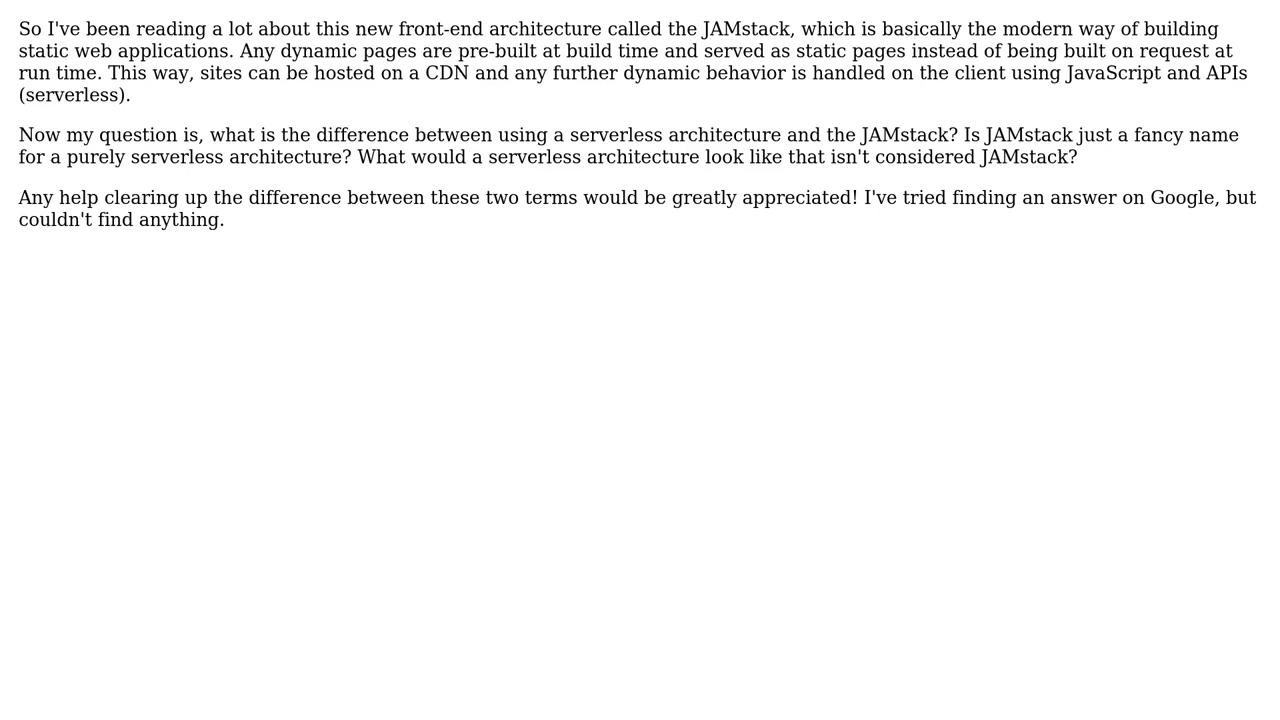 So I've been reading a lot about this new front-end architecture called the JAMstack, which is basically the modern way of building
static web applications. Any dynamic pages are pre-built at build time and served as static pages instead of being built on request at
run time. This way, sites can be hosted on a CDN and any further dynamic behavior is handled on the client using JavaScript and APIs
(serverless).
Now my question is, what is the difference between using a serverless architecture and the JAMstack? Is JAMstack just a fancy name
for a purely serverless architecture? What would a serverless architecture look like that isn't considered JAMstack?
Any help clearing up the difference between these two terms would be greatly appreciated! I've tried finding an answer on Google, but
couldn't find anything.